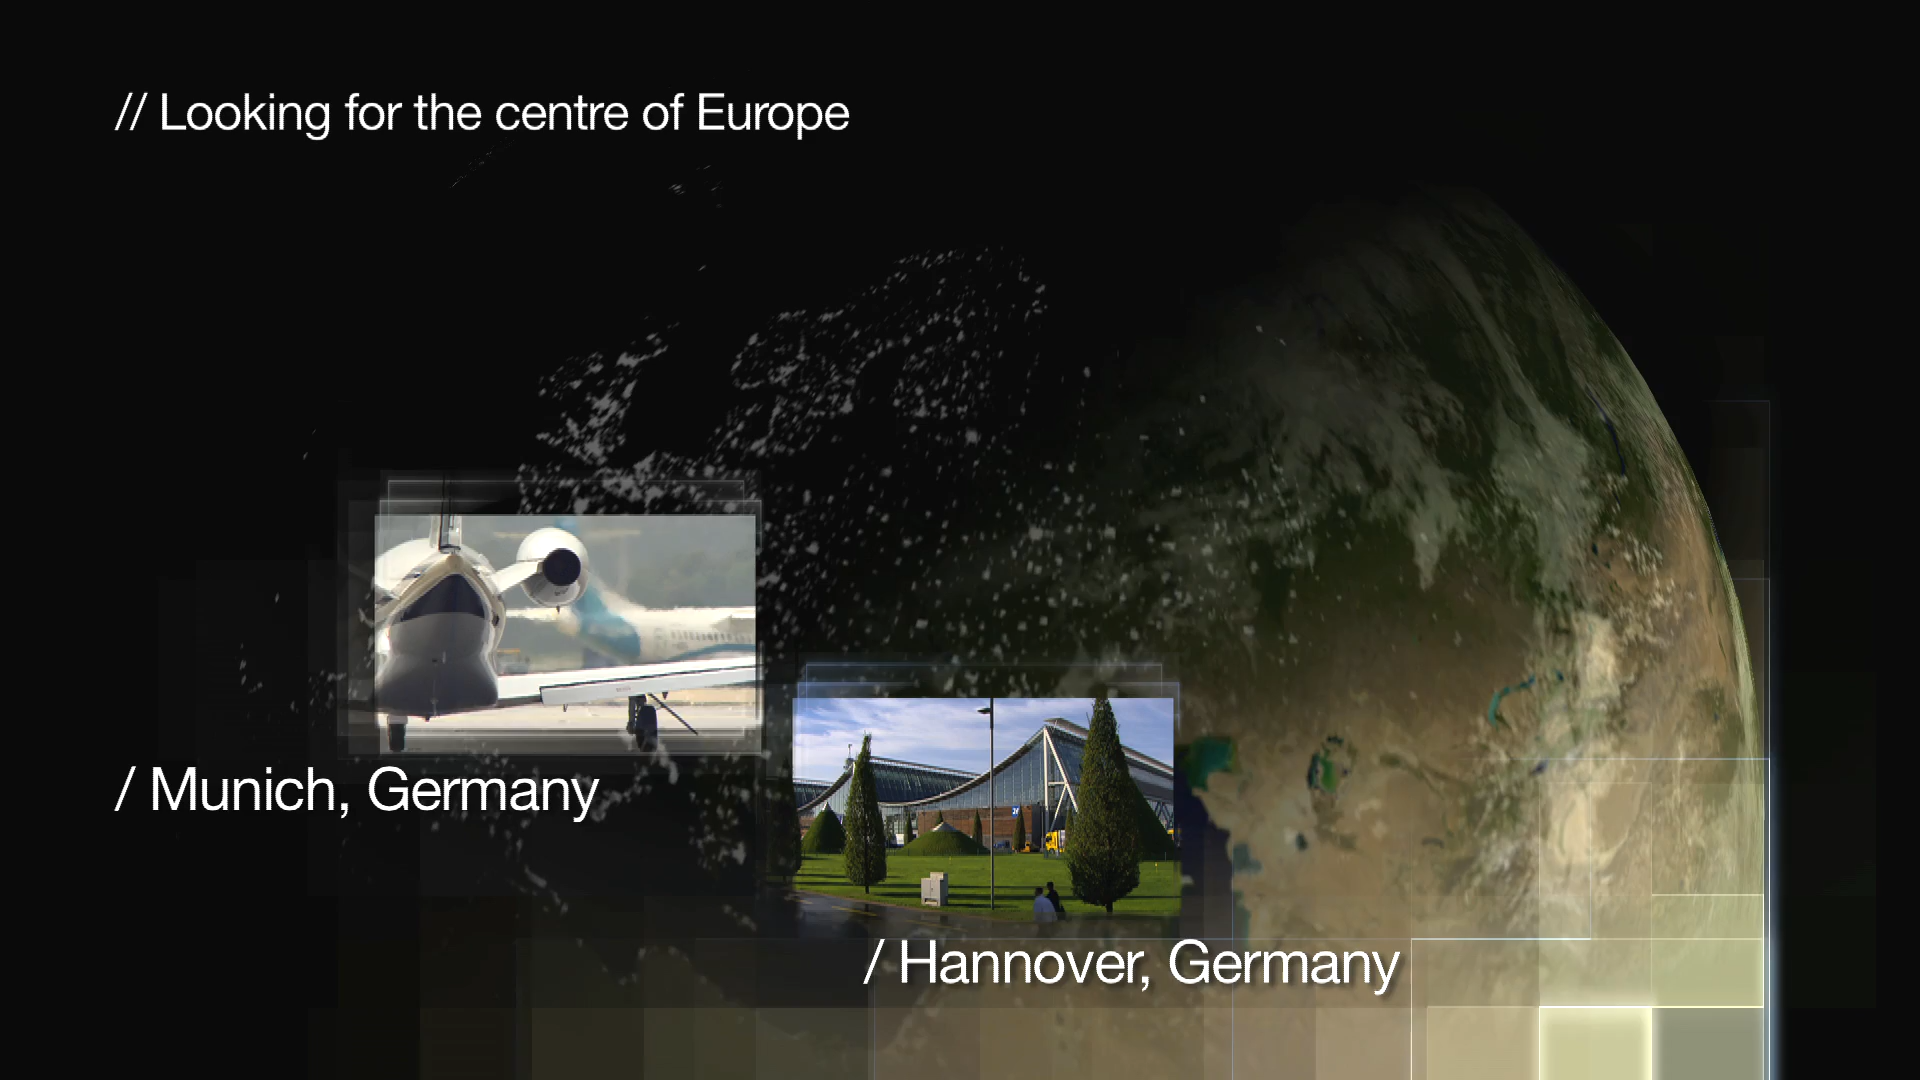 // Looking for the centre of Europe
/ Munich, Germany
/ Hannover, Germany